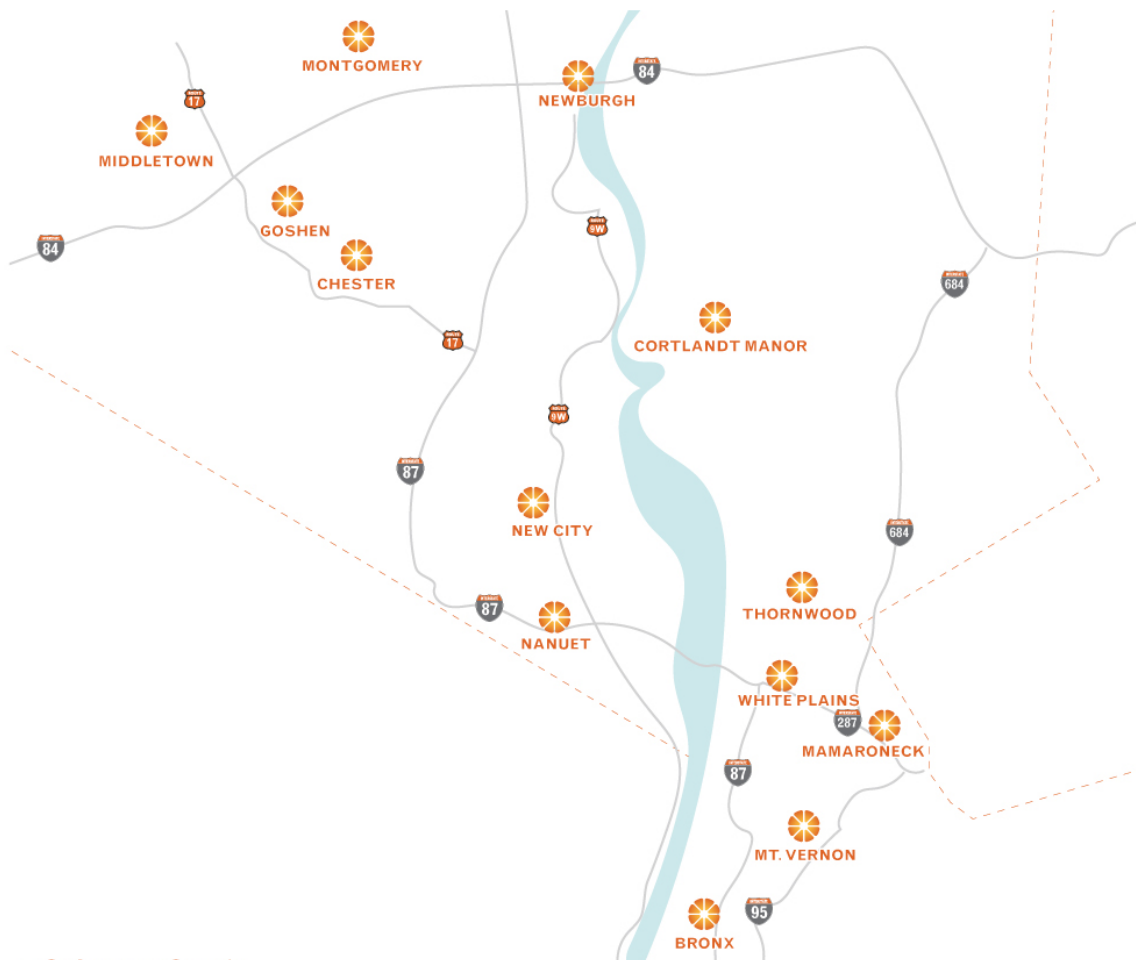 MONTGOMERY
84
NEWBURGH
17
MIDDLETOWN
GOSHEN
9W
84
CHESTER
684
17
CORTLANDT MANOR
9W
87
NEW CITY
684
THORNWOOD
87
NANUET
WHITE PLAINS
287
MAMARONECK
87
MT. VERNON
95
BRONX